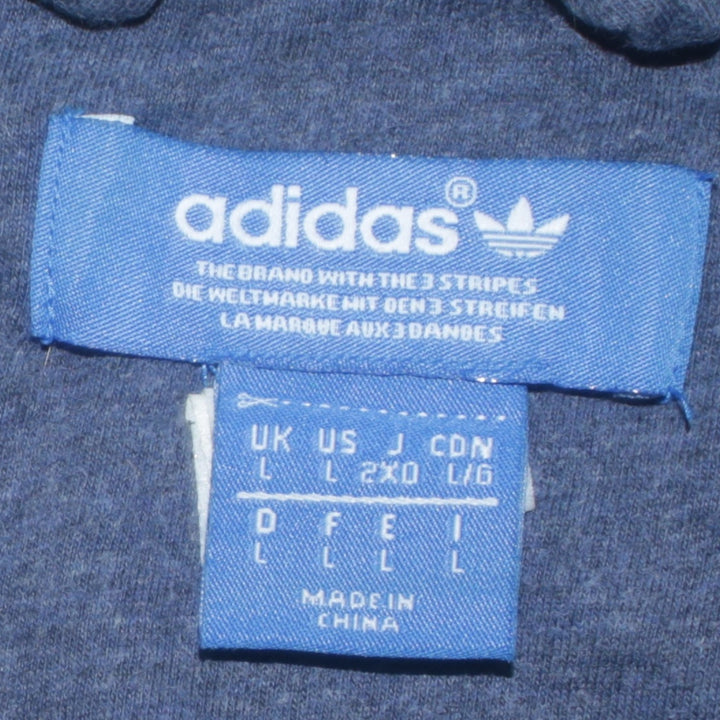 adidas®
THE BRAND WITH THE 3 STRIPES
DIE WELTMARKE MIT DEN 3 STREIFEN
LA MARQUE AUX 3 BANDES
UK US J CDN
L L 2XO L/G
D F E I
L L L L
MADE IN
CHINA